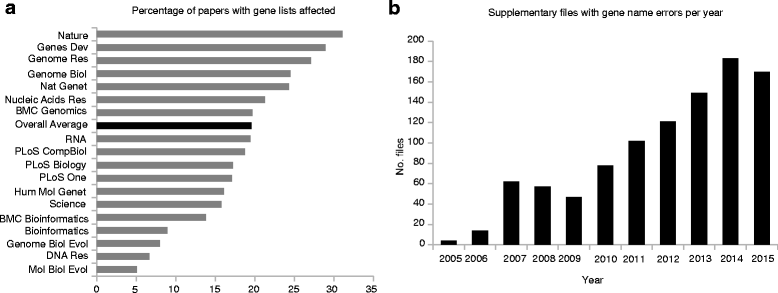 a
Percentage of papers with gene lists affected
Nature
Genes Dev
Genome Res
Genome Biol
Nat Genet
Nucleic Acids Res
BMC Genomics
Overall Average
RNA
PLoS CompBiol
PLoS Biology
PLoS One
Hum Mol Genet
Science
BMC Bioinformatics
Bioinformatics
Genome Biol Evol
DNA Res
Mol Biol Evol
0 5 10 15 20 25 30 35
b
Supplementary files with gene name errors per year
No. files
200
180
160
140
120
100
80
60
40
20
0
2005 2006 2007 2008 2009 2010 2011 2012 2013 2014 2015
Year